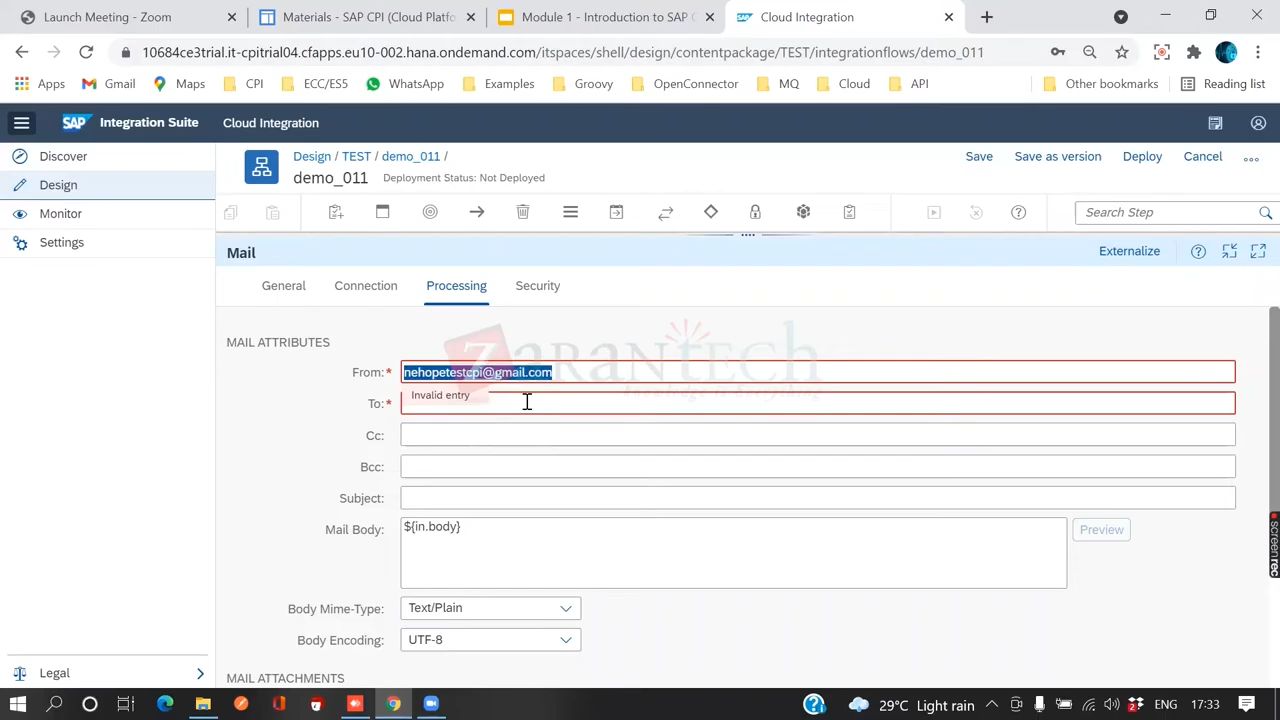 Launch Meeting - Zoom
Materials - SAP CPI (Cloud Platfo
Module 1 - Introduction to SAP C
Cloud Integration
10684ce3trial.it-cpitrial04.cfapps.eu10-002.hana.ondemand.com/itspaces/shell/design/contentpackage/TEST/integrationflows/demo_011
Apps
Gmail
Maps
CPI
ECC/ES5
WhatsApp
Examples
Groovy
OpenConnector
MQ
Cloud
API
Other bookmarks
Reading list
SAP
Integration Suite
Cloud Integration
Discover
Design
Monitor
Settings
Legal
Design / TEST / demo_011 /
demo_011
Deployment Status: Not Deployed
Save
Save as version
Deploy
Cancel
Search Step
Mail
Externalize
General
Connection
Processing
Security
ZARANTECH
knowledge is Everything
MAIL ATTRIBUTES
From:*
nehopetestcpi@gmail.com
Invalid entry
To:*
Cc:
Bcc:
Subject:
Mail Body:
${in.body}
Preview
Body Mime-Type:
Text/Plain
Body Encoding:
UTF-8
MAIL ATTACHMENTS
screenrec
29°C Light rain
ENG
17:33